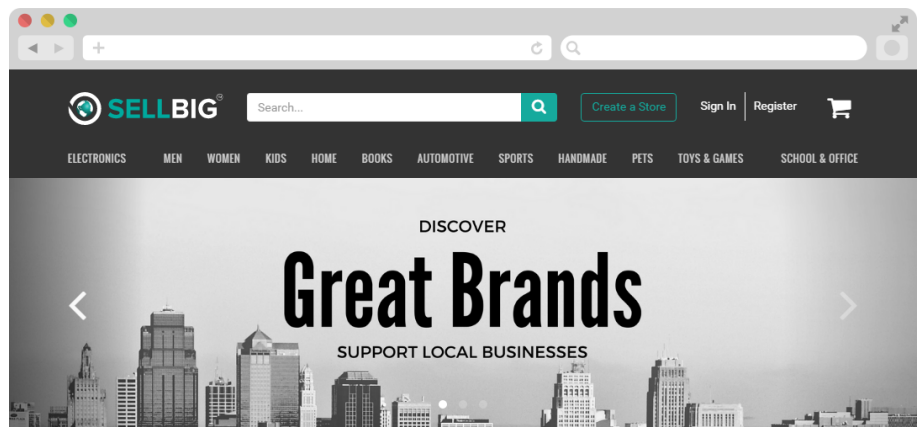 SELLBIG
Search...
Create a Store
Sign In
Register
ELECTRONICS MEN WOMEN KIDS HOME BOOKS AUTOMOTIVE SPORTS HANDMADE PETS TOYS & GAMES SCHOOL & OFFICE
DISCOVER
Great Brands
SUPPORT LOCAL BUSINESSES